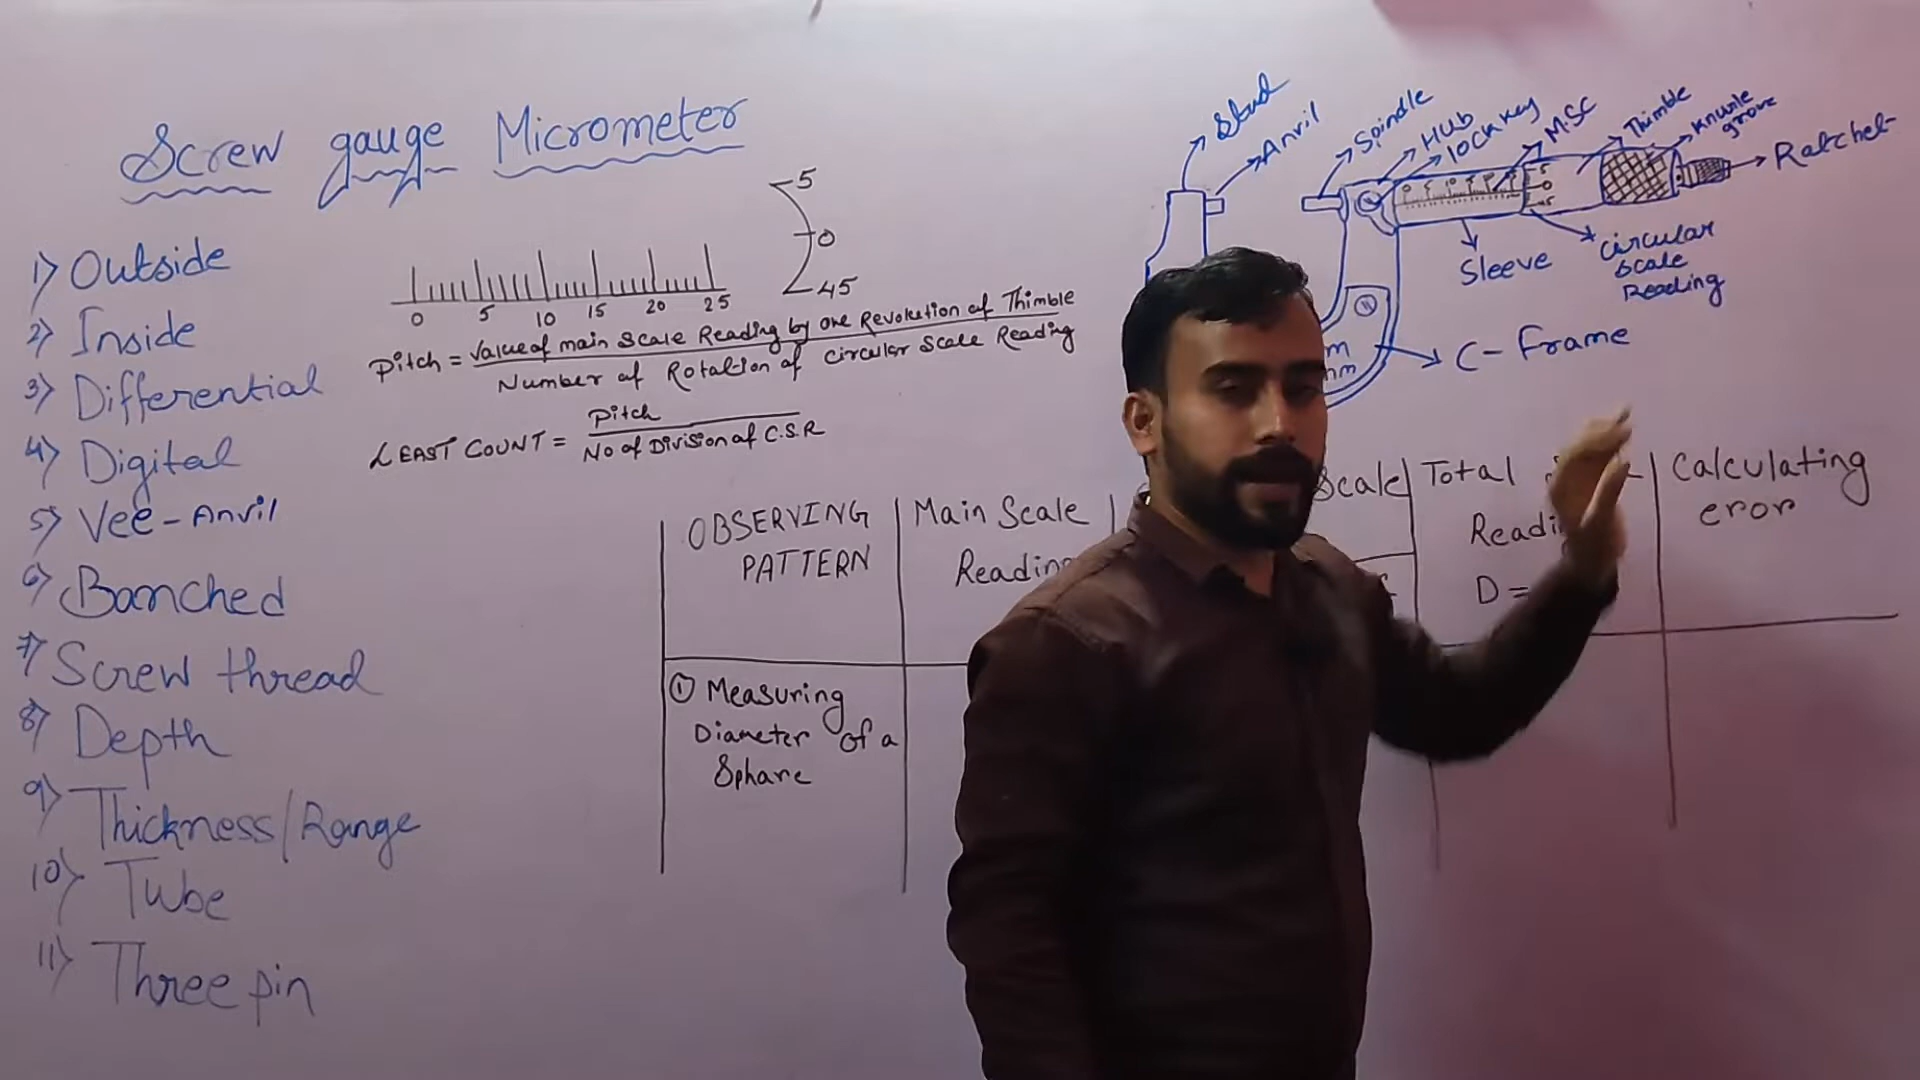 Screw gauge Micrometer
1) Outside
2) Inside
3) Differential
4) Digital
5) Vee-Anvil
6) Bamched
7) Screw thread
8) Depth
9) Thickness/Range
10) Tube
11) Three pin
0 5 10 15 20 25
5
0
45
Pitch = Value of main Scale Reading by one Revolution of Thimble
Number of Rotation of circular Scale Reading
LEAST COUNT = Pitch
No of Division of C.S.R
Stud
Anvil
Spindle
HUB
lock key
MSC
Thimble
Knurle
grove
Ratchet
Sleeve
Circular
Scale
Reading
C-Frame
OBSERVING
PATTERN
Main Scale
Reading
Scale
Total
D =
Calculating
eror
① Measuring
Diameter of a
Sphare